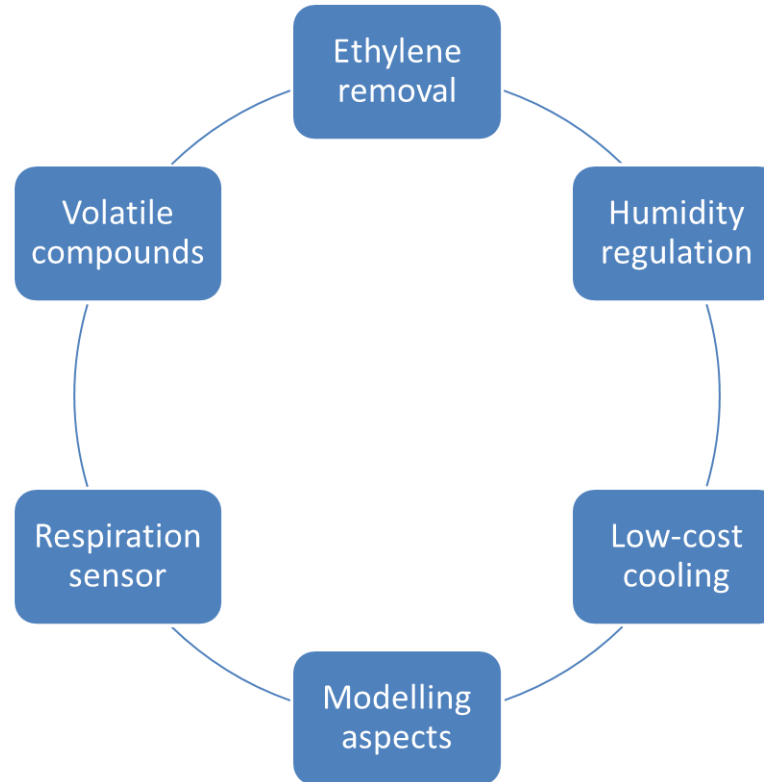 Ethylene
removal
Humidity
regulation
Low-cost
cooling
Modelling
aspects
Respiration
sensor
Volatile
compounds